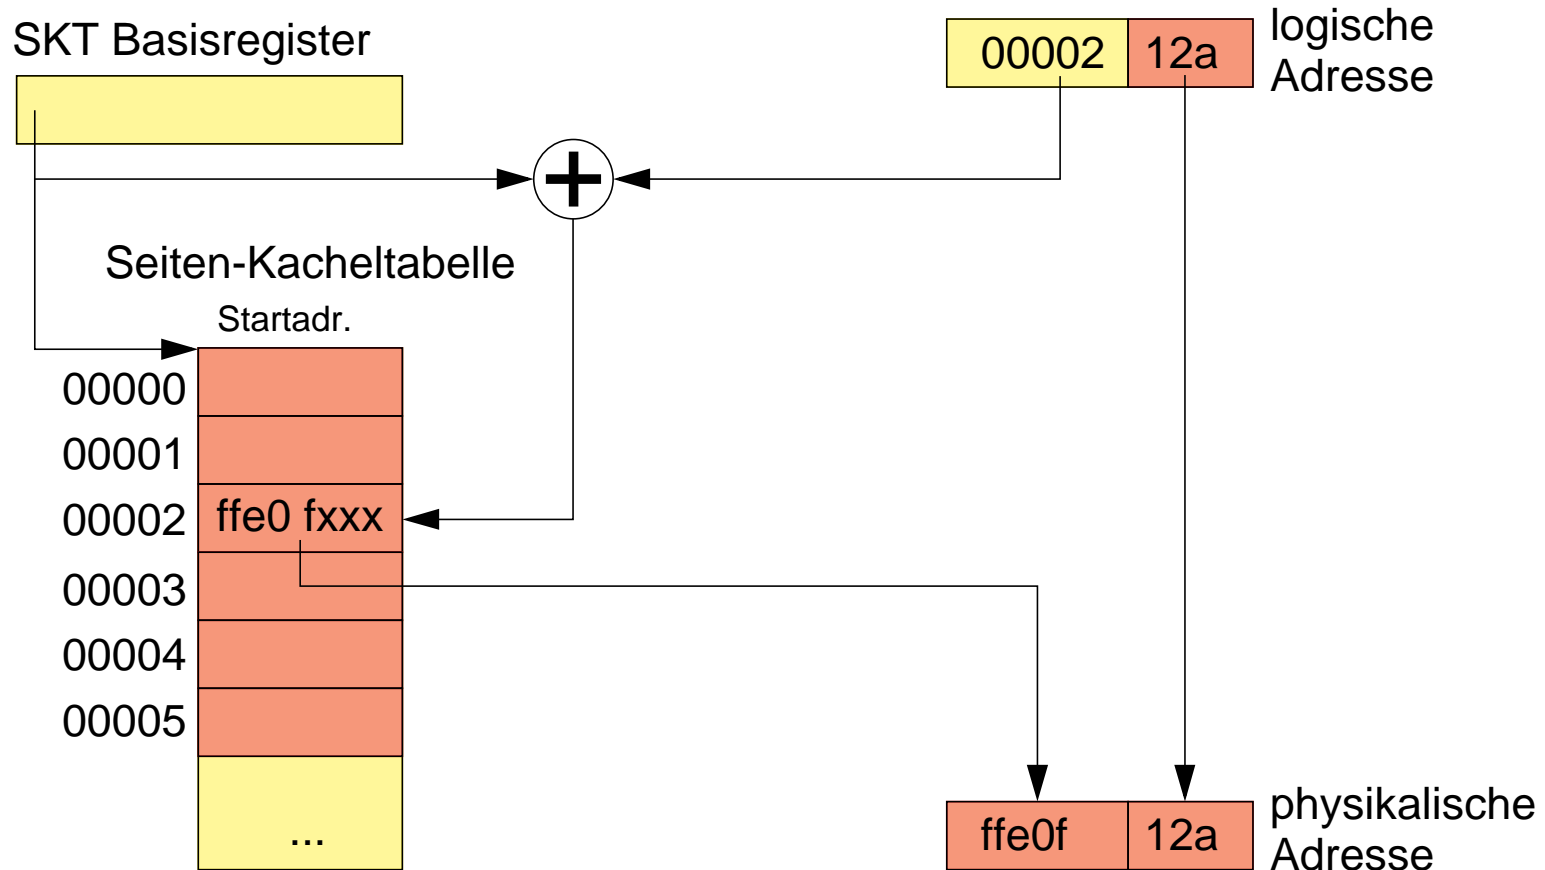 SKT Basisregister
00002 12a
logische
Adresse
+
Seiten-Kacheltabelle
Startadr.
00000
00001
00002 ffe0 fxxx
00003
00004
00005
...
ffe0f 12a
physikalische
Adresse